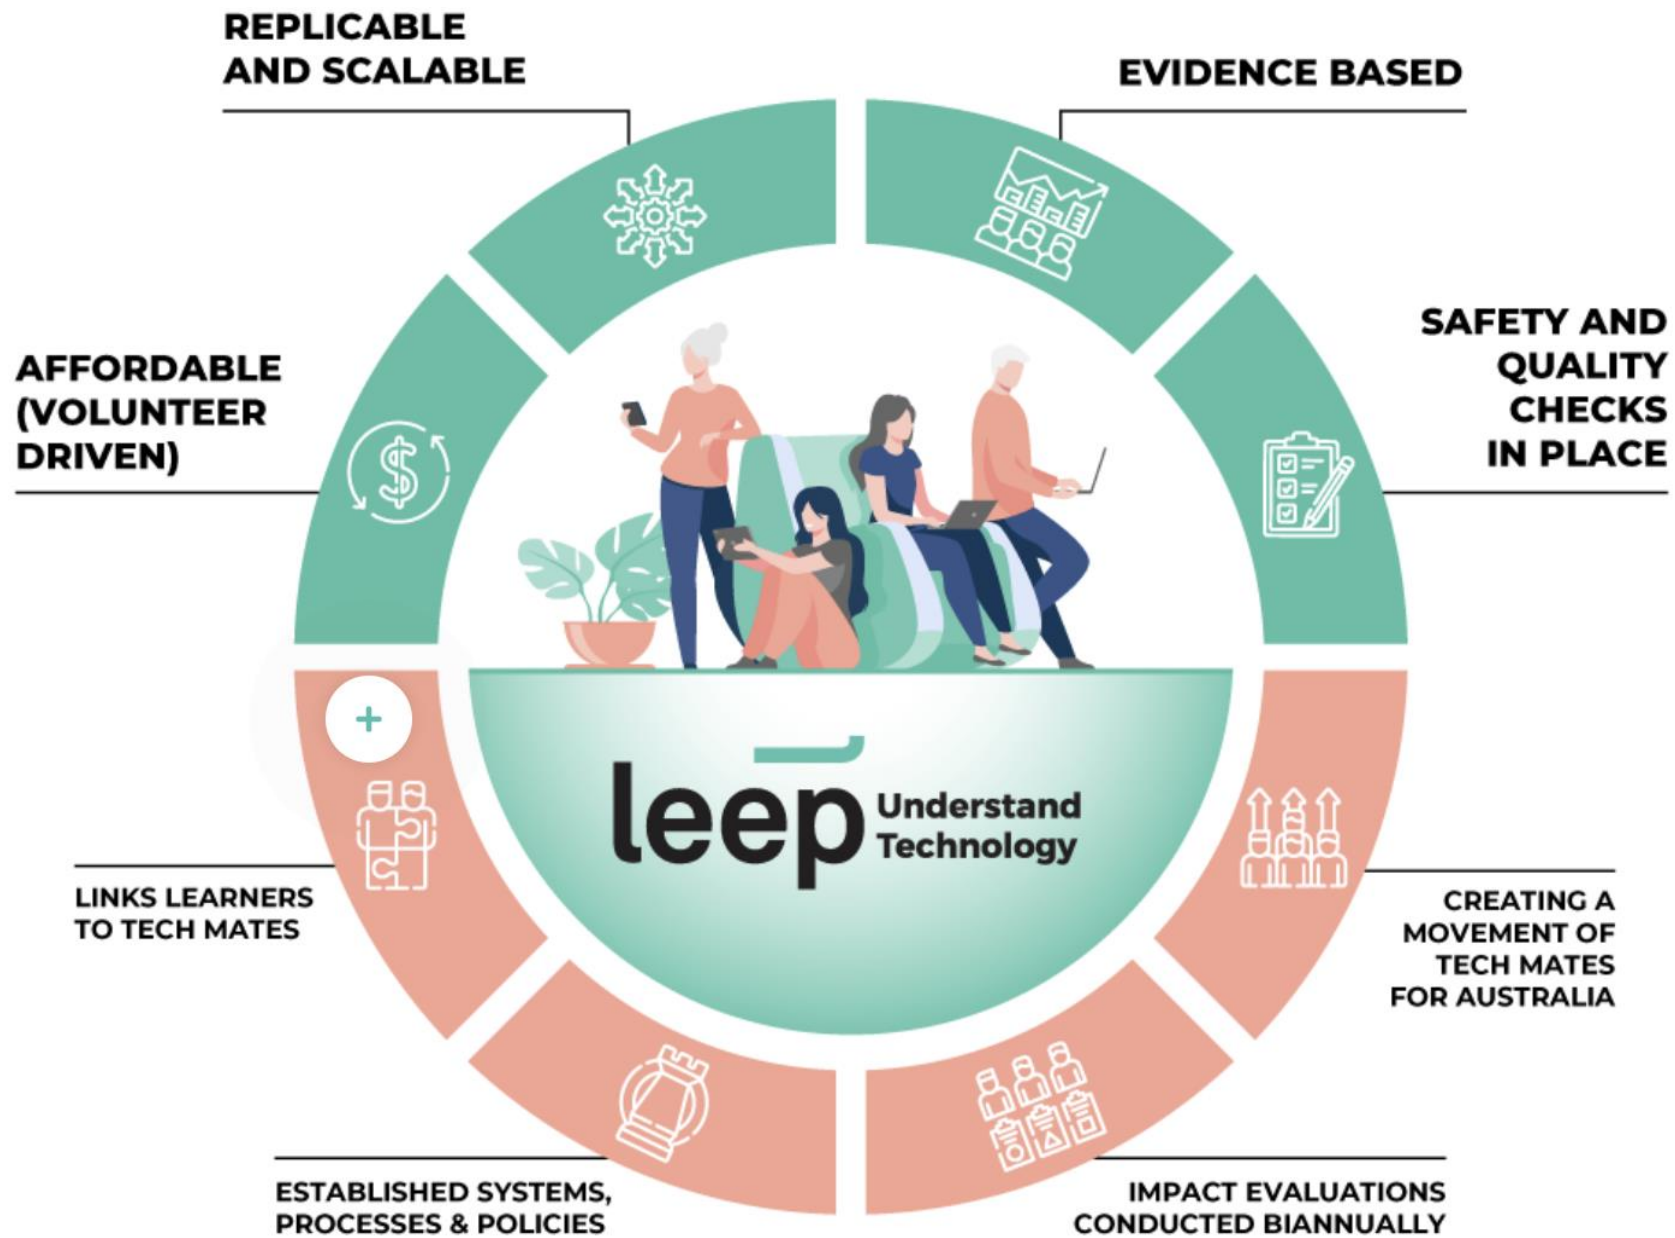 REPLICABLE
AND SCALABLE
EVIDENCE BASED
AFFORDABLE
(VOLUNTEER
DRIVEN)
SAFETY AND
QUALITY
CHECKS
IN PLACE
$
+
leep
Understand
Technology
LINKS LEARNERS
TO TECH MATES
CREATING A
MOVEMENT OF
TECH MATES
FOR AUSTRALIA
ESTABLISHED SYSTEMS,
PROCESSES & POLICIES
IMPACT EVALUATIONS
CONDUCTED BIANNUALLY